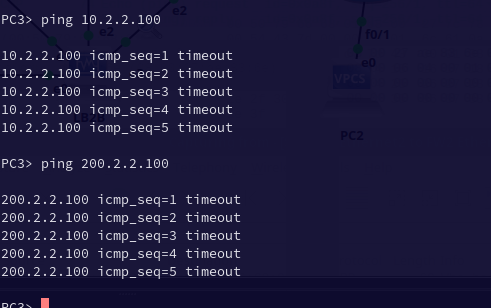 PC3> ping 10.2.2.100
e2
e2
10.2.2.100 icmp_seq=1 timeout
10.2.2.100 icmp_seq=2 timeout
10.2.2.100 icmp_seq=3 timeout
10.2.2.100 icmp_seq=4 timeout
10.2.2.100 icmp_seq=5 timeout
f0/1
e0
VPCS
PC2
PC3> ping 200.2.2.100
200.2.2.100 icmp_seq=1 timeout
200.2.2.100 icmp_seq=2 timeout
200.2.2.100 icmp_seq=3 timeout
200.2.2.100 icmp_seq=4 timeout
200.2.2.100 icmp_seq=5 timeout
PC3>